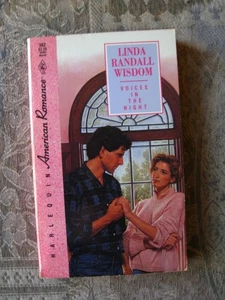 LINDA
RANDALL
WISDOM
VOICES
IN THE
NIGHT
HARLEQUIN American Romance